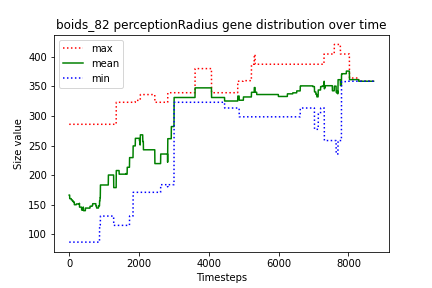 boids_82 perceptionRadius gene distribution over time
max
mean
min
Size value
400
350
300
250
200
150
100
0
2000
4000
6000
8000
Timesteps